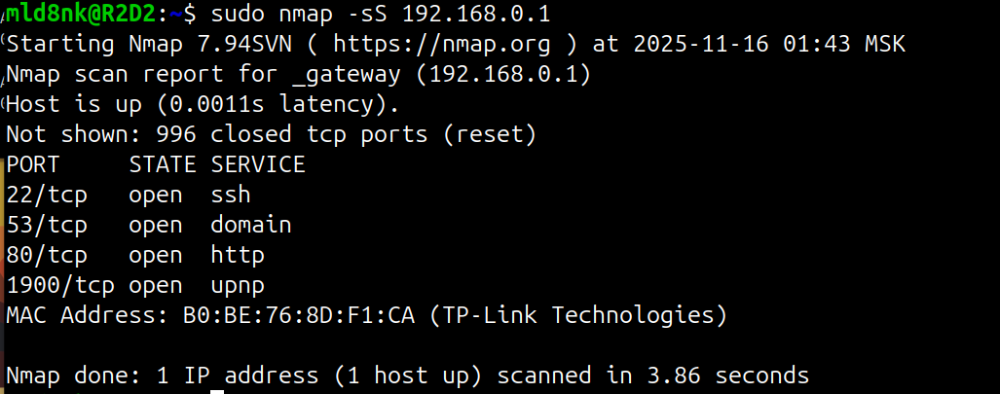 mld8nk@R2D2:~$ sudo nmap -sS 192.168.0.1
Starting Nmap 7.94SVN ( https://nmap.org ) at 2025-11-16 01:43 MSK
Nmap scan report for _gateway (192.168.0.1)
Host is up (0.0011s latency).
Not shown: 996 closed tcp ports (reset)
PORT     STATE SERVICE
22/tcp   open  ssh
53/tcp   open  domain
80/tcp   open  http
1900/tcp open  upnp
MAC Address: B0:BE:76:8D:F1:CA (TP-Link Technologies)
Nmap done: 1 IP address (1 host up) scanned in 3.86 seconds